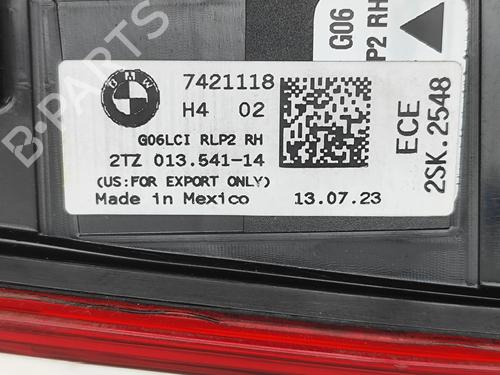 BMW
7421118
H4 02
G06LCI RLP2 RH
2TZ 013.541-14
(US:FOR EXPORT ONLY)
Made in Mexico 13.07.23
ECE
2SK.2548
G06
P2 RH
B-PARTS